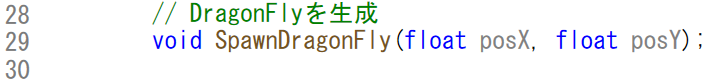 28 // DragonFlyを生成
29 void SpawnDragonFly(float posX, float posY);
30